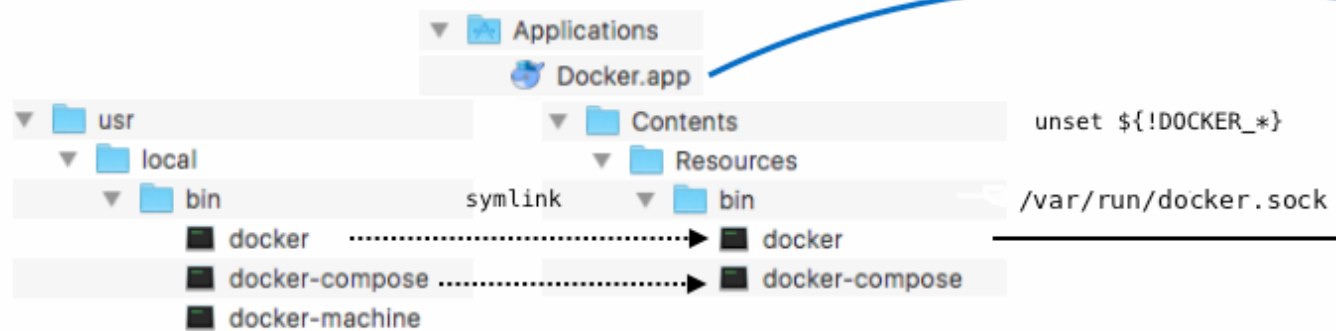 Applications
Docker.app
usr
Contents
unset ${!DOCKER_*}
local
Resources
bin
symlink
bin
/var/run/docker.sock
docker
docker
docker-compose
docker-compose
docker-machine